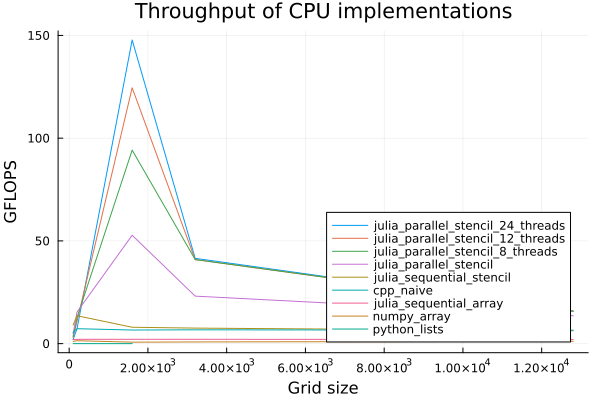 Throughput of CPU implementations
GFLOPS
150
100
50
0
julia_parallel_stencil_24_threads
julia_parallel_stencil_12_threads
julia_parallel_stencil_8_threads
julia_parallel_stencil
julia_sequential_stencil
cpp_naive
julia_sequential_array
numpy_array
python_lists
0 2.00×10³ 4.00×10³ 6.00×10³ 8.00×10³ 1.00×10⁴ 1.20×10⁴
Grid size